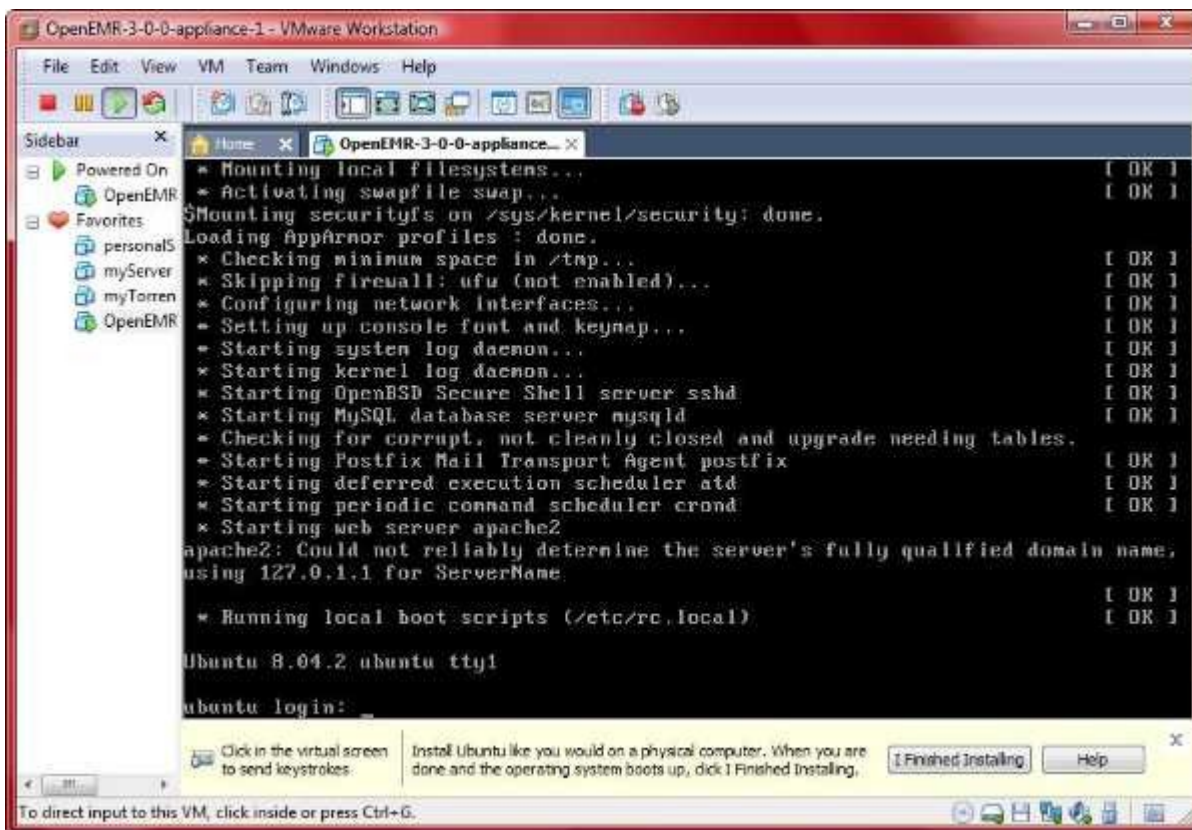 OpenEMR-3-0-0-appliance-1 - VMware Workstation
File Edit View VM Team Windows Help
Sidebar
Home
OpenEMR-3-0-0-appliance...
Powered On
OpenEMR
Favorites
personalS
myServer
myTorren
OpenEMR
* Mounting local filesystems... [ OK ]
* Activating swapfile swap... [ OK ]
$Mounting securityfs on /sys/kernel/security: done.
Loading AppArmor profiles : done.
* Checking minimum space in /tmp... [ OK ]
* Skipping firewall: ufw (not enabled)... [ OK ]
* Configuring network interfaces... [ OK ]
* Setting up console font and keymap... [ OK ]
* Starting system log daemon... [ OK ]
* Starting kernel log daemon... [ OK ]
* Starting OpenBSD Secure Shell server sshd [ OK ]
* Starting MySQL database server mysqld [ OK ]
* Checking for corrupt, not cleanly closed and upgrade needing tables.
* Starting Postfix Mail Transport Agent postfix [ OK ]
* Starting deferred execution scheduler atd [ OK ]
* Starting periodic command scheduler crond [ OK ]
* Starting web server apache2
apache2: Could not reliably determine the server's fully qualified domain name,
using 127.0.1.1 for ServerName
[ OK ]
* Running local boot scripts (/etc/rc.local) [ OK ]
Ubuntu 8.04.2 ubuntu tty1
ubuntu login: _
Click in the virtual screen
to send keystrokes
Install Ubuntu like you would on a physical computer. When you are
done and the operating system boots up, click I Finished Installing.
I Finished Installing
Help
To direct input to this VM, click inside or press Ctrl+G.